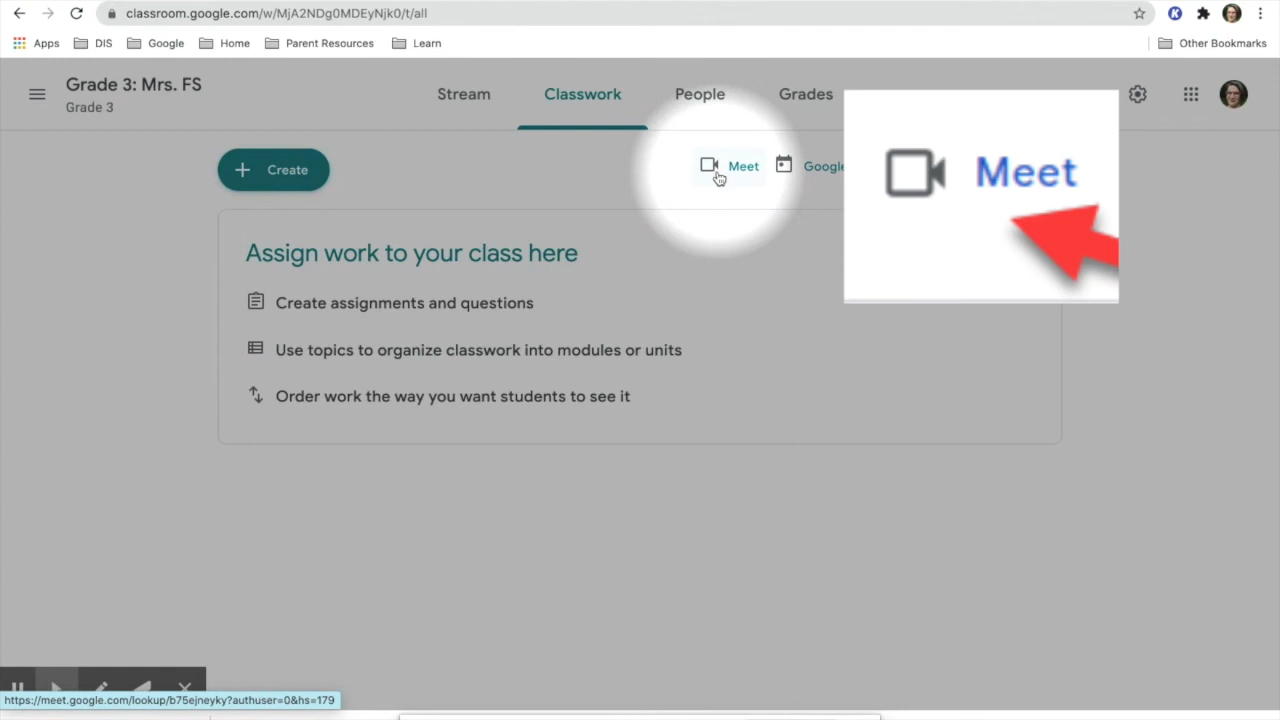 classroom.google.com/w/MjA2NDg0MDEyNjk0/t/all
Apps DIS Google Home Parent Resources Learn Other Bookmarks
Grade 3: Mrs. FS
Grade 3
Stream Classwork People Grades
Create
Meet Google
Meet
Assign work to your class here
Create assignments and questions
Use topics to organize classwork into modules or units
Order work the way you want students to see it
https://meet.google.com/lookup/b75ejneyky?authuser=0&hs=179